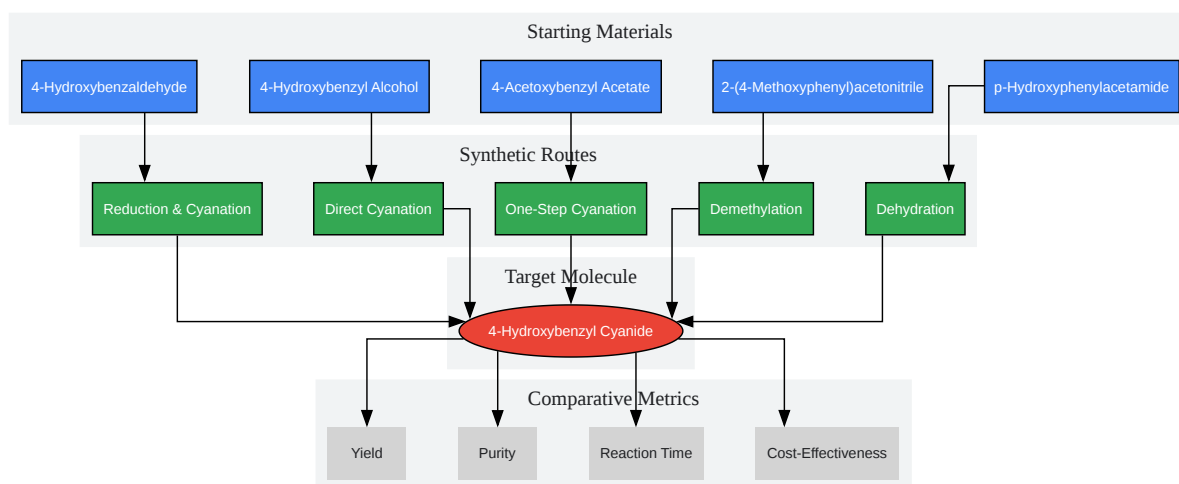 Starting Materials
4-Hydroxybenzaldehyde
4-Hydroxybenzyl Alcohol
4-Acetoxybenzyl Acetate
2-(4-Methoxyphenyl)acetonitrile
p-Hydroxyphenylacetamide
Synthetic Routes
Reduction & Cyanation
Direct Cyanation
One-Step Cyanation
Demethylation
Dehydration
Target Molecule
4-Hydroxybenzyl Cyanide
Comparative Metrics
Yield
Purity
Reaction Time
Cost-Effectiveness